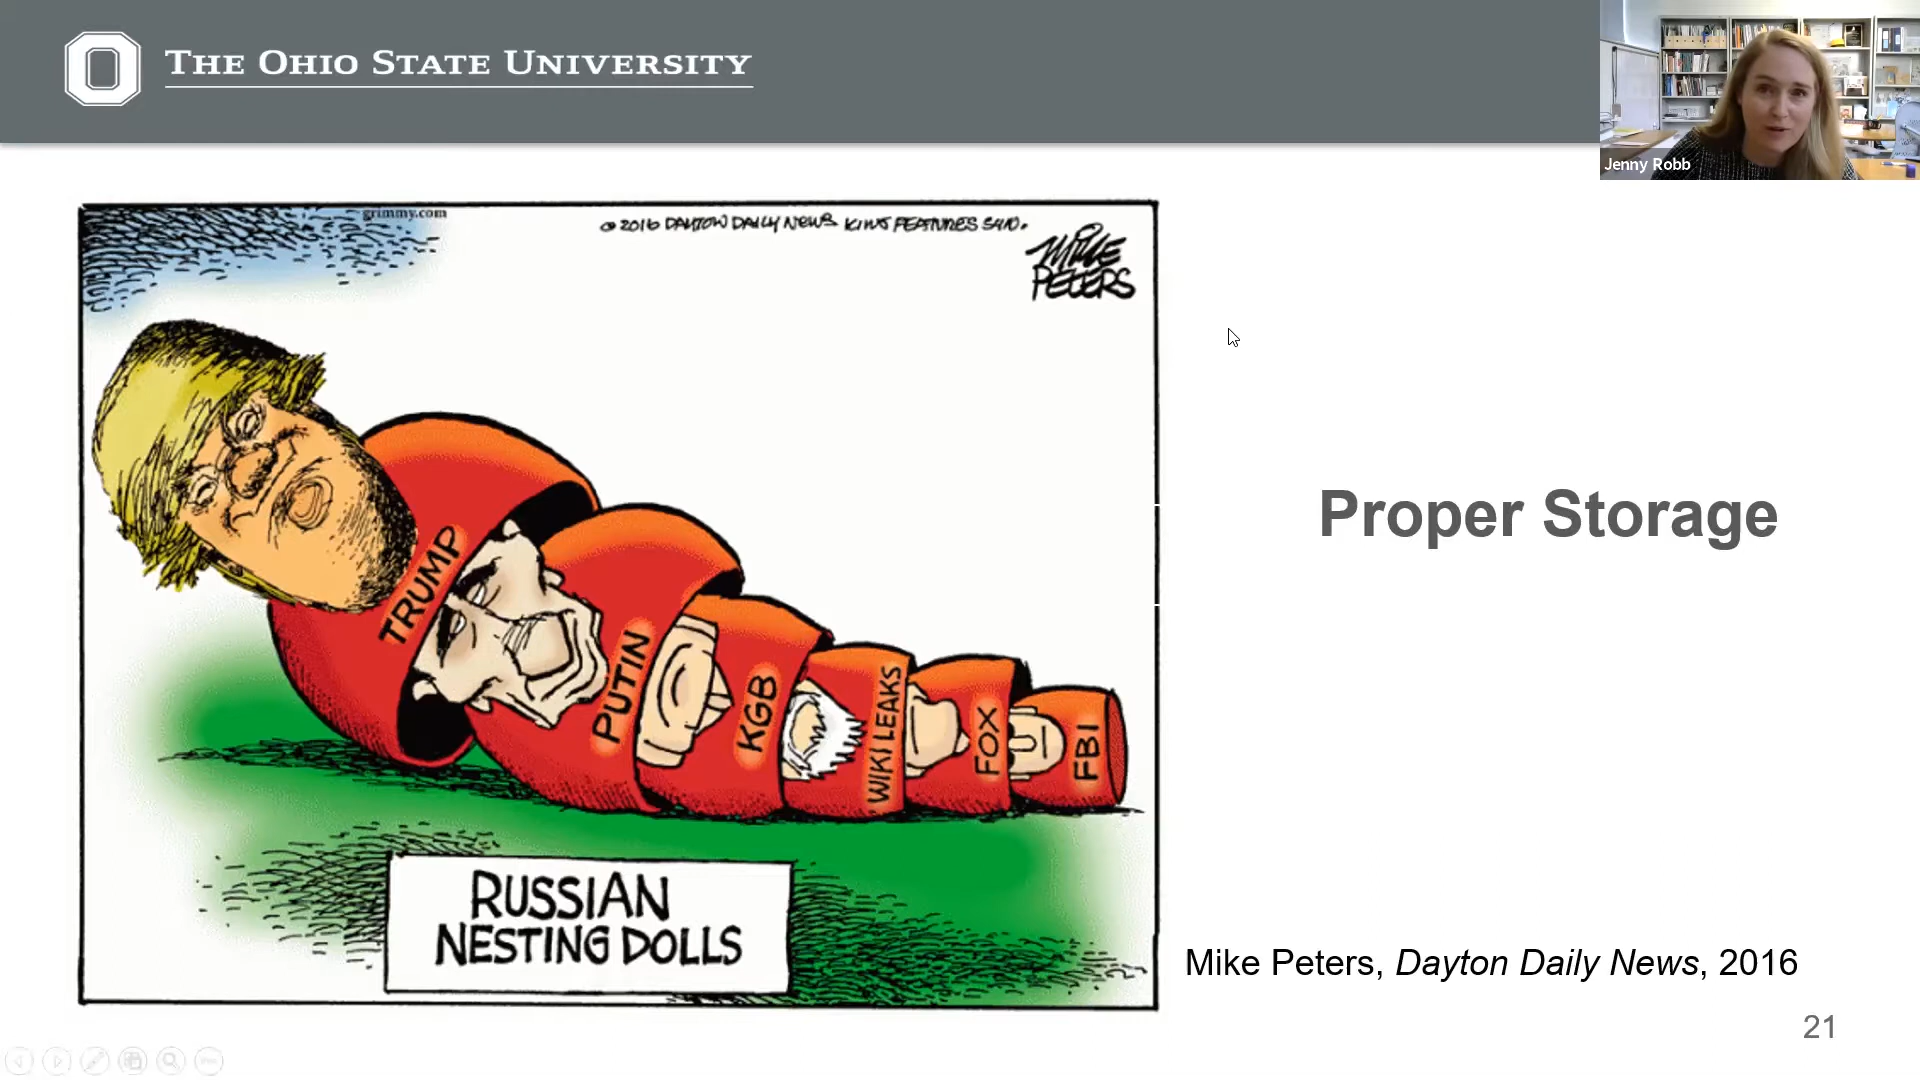 THE OHIO STATE UNIVERSITY
Jenny Robb
grimmy.com
© 2016 DAYTON DAILY NEWS KING FEATURES SYND.
MIKE
PETERS
TRUMP
PUTIN
KGB
WIKI LEAKS
FOX
FBI
RUSSIAN
NESTING DOLLS
Proper Storage
Mike Peters, Dayton Daily News, 2016
21